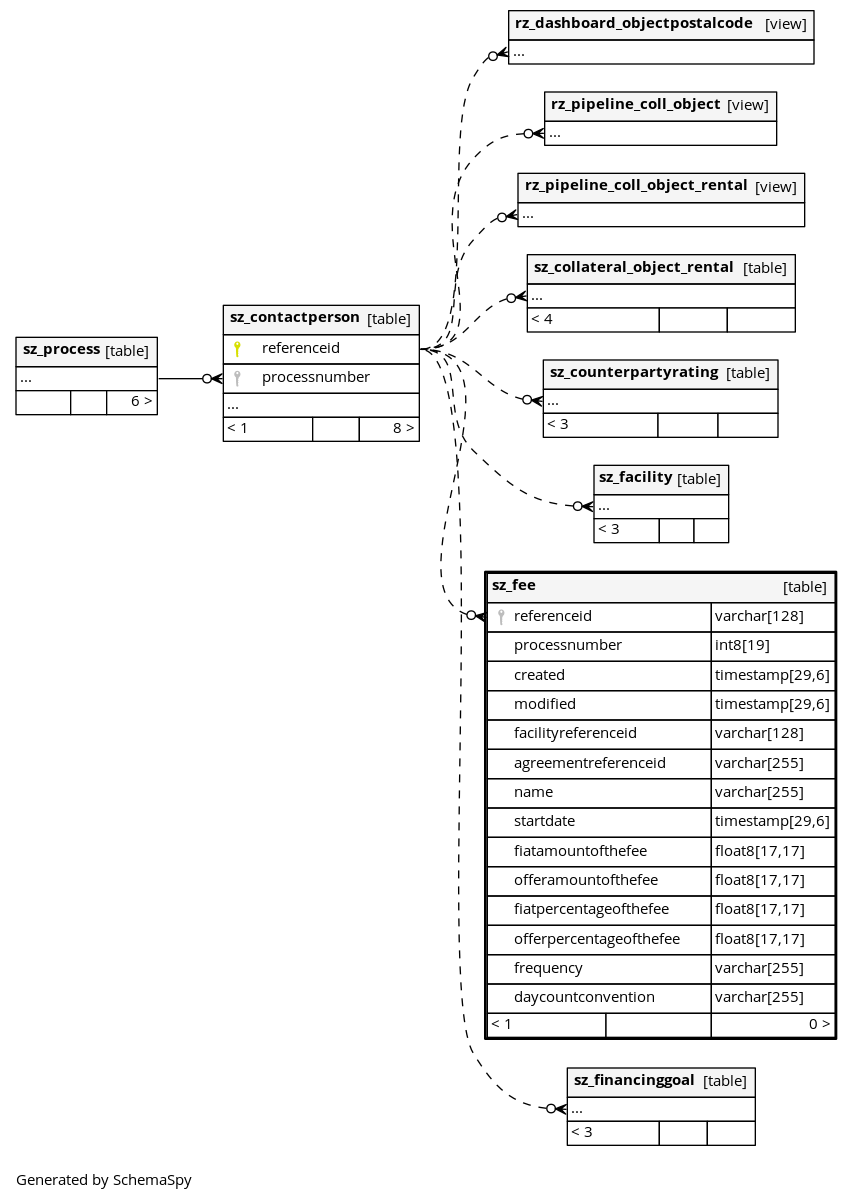 rz_dashboard_objectpostalcode [view]
...
rz_pipeline_coll_object [view]
...
rz_pipeline_coll_object_rental [view]
...
sz_collateral_object_rental [table]
...
< 4
sz_contactperson [table]
referenceid
processnumber
...
< 1 8 >
sz_process [table]
...
6 >
sz_counterpartyrating [table]
...
< 3
sz_facility [table]
...
< 3
sz_fee [table]
referenceid varchar[128]
processnumber int8[19]
created timestamp[29,6]
modified timestamp[29,6]
facilityreferenceid varchar[128]
agreementreferenceid varchar[255]
name varchar[255]
startdate timestamp[29,6]
fiatamountofthefee float8[17,17]
offeramountofthefee float8[17,17]
fiatpercentageofthefee float8[17,17]
offerpercentageofthefee float8[17,17]
frequency varchar[255]
daycountconvention varchar[255]
< 1 0 >
sz_financinggoal [table]
...
< 3
Generated by SchemaSpy